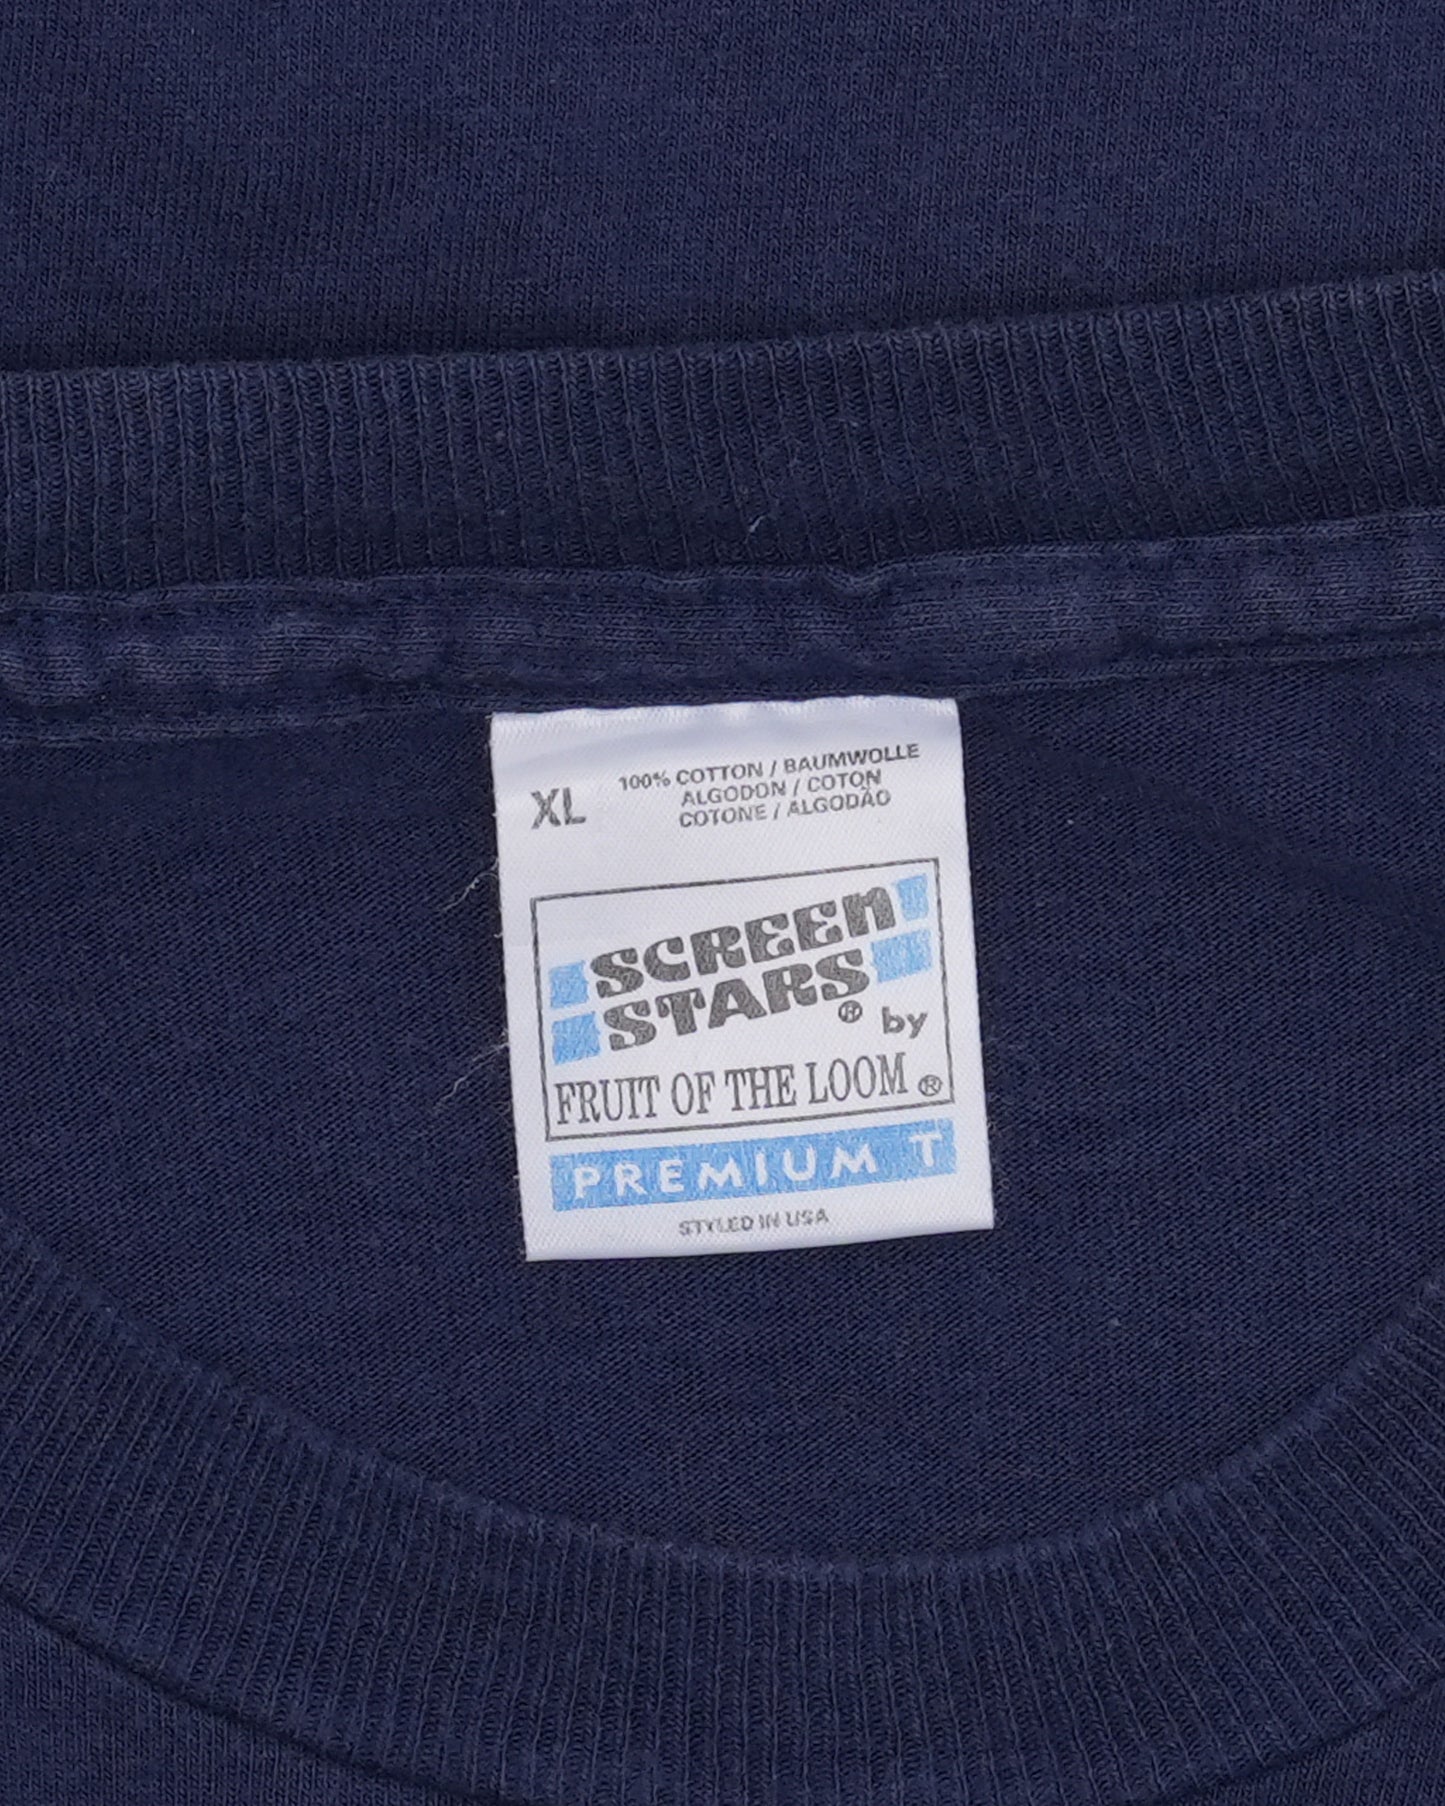 XL
100% COTTON / BAUMWOLLE
ALGODON / COTON
COTONE / ALGODÃO
SCREEN
STARS® by
FRUIT OF THE LOOM ®
PREMIUM T
STYLED IN USA